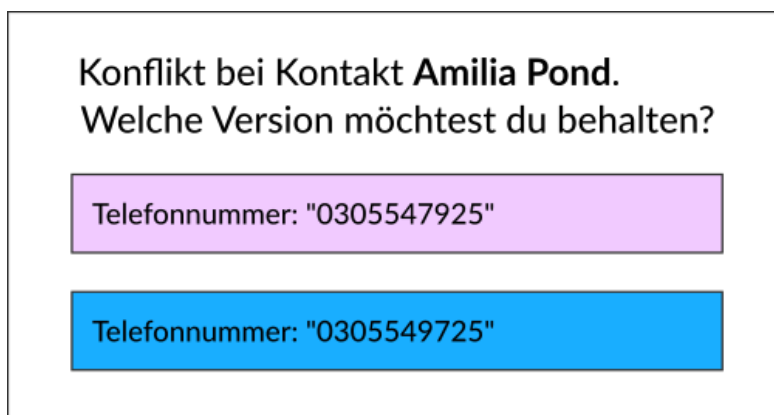 Konflikt bei Kontakt Amilia Pond.
Welche Version möchtest du behalten?
Telefonnummer: "0305547925"
Telefonnummer: "0305549725"